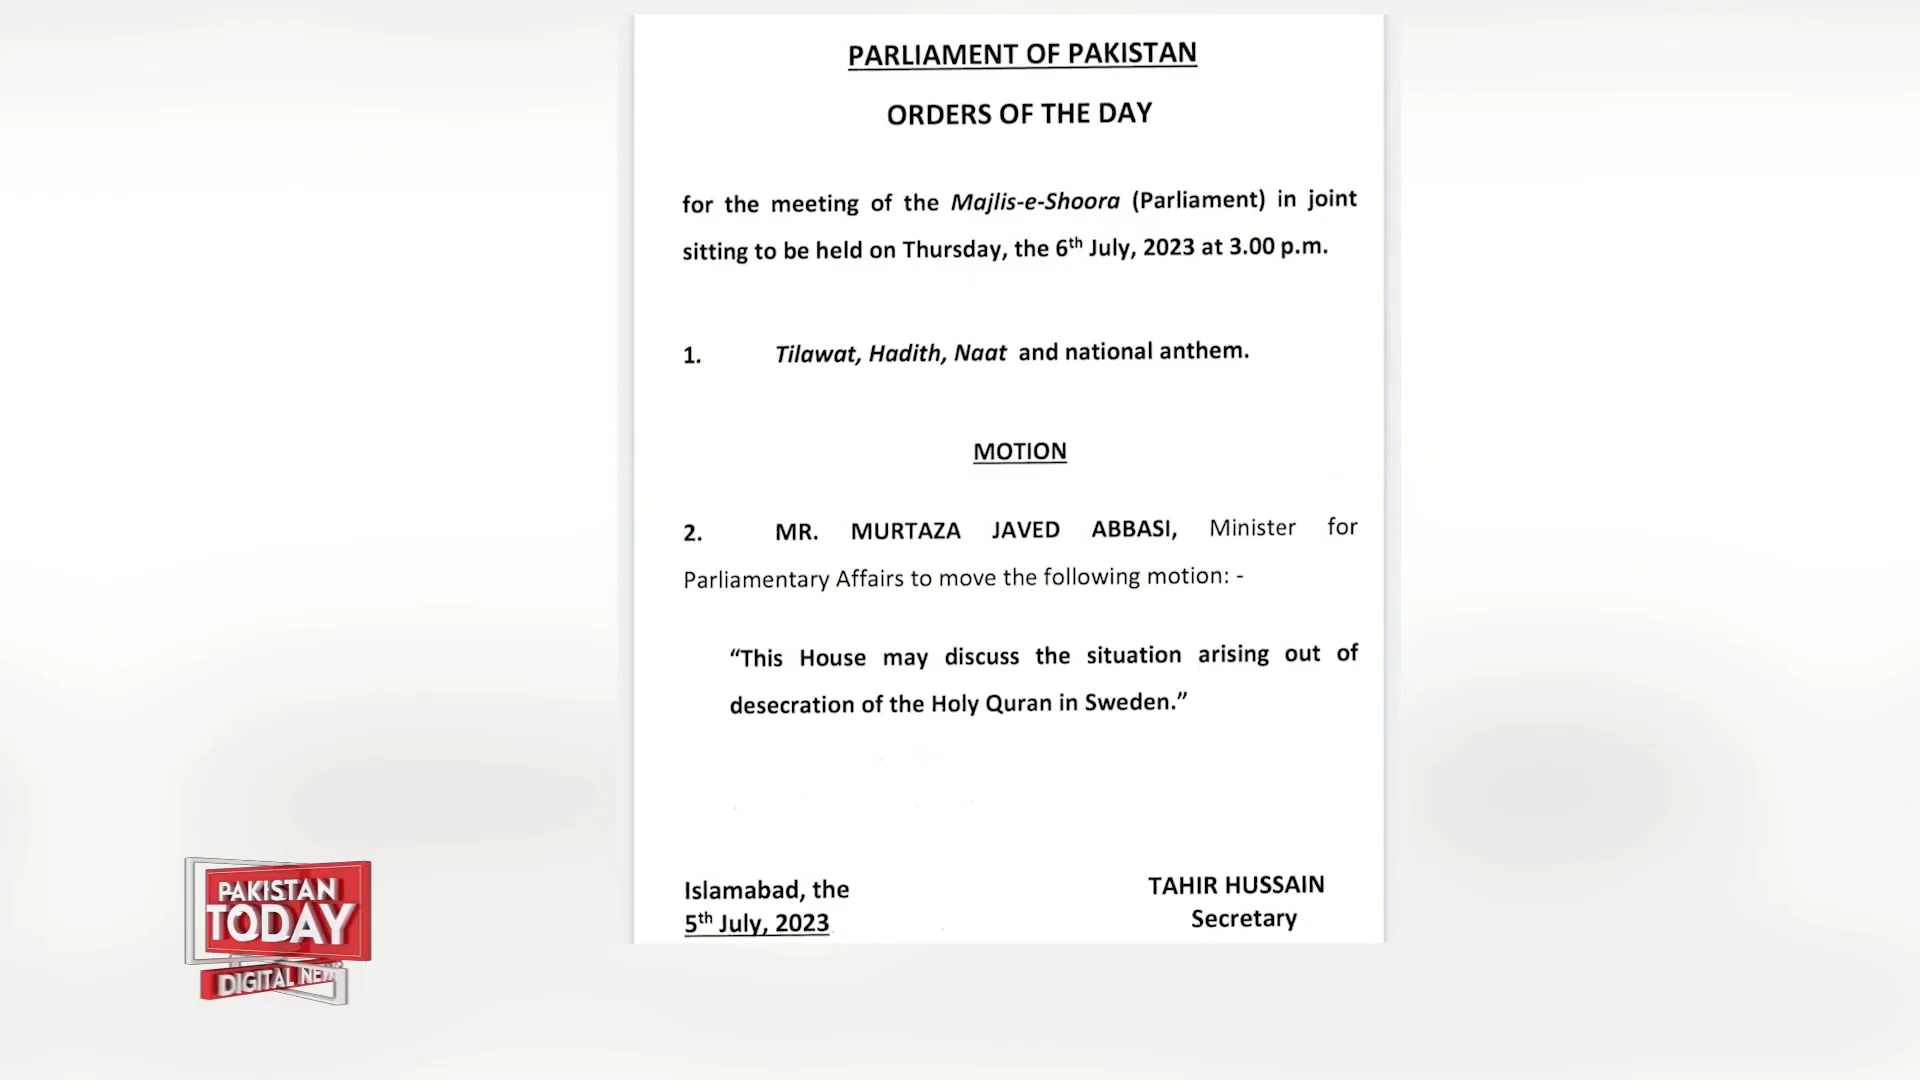 PARLIAMENT OF PAKISTAN
ORDERS OF THE DAY
for the meeting of the Majlis-e-Shoora (Parliament) in joint
sitting to be held on Thursday, the 6th July, 2023 at 3.00 p.m.
1. Tilawat, Hadith, Naat and national anthem.
MOTION
2. MR. MURTAZA JAVED ABBASI, Minister for
Parliamentary Affairs to move the following motion: -
“This House may discuss the situation arising out of
desecration of the Holy Quran in Sweden.”
Islamabad, the
5th July, 2023
TAHIR HUSSAIN
Secretary
PAKISTAN
TODAY
DIGITAL